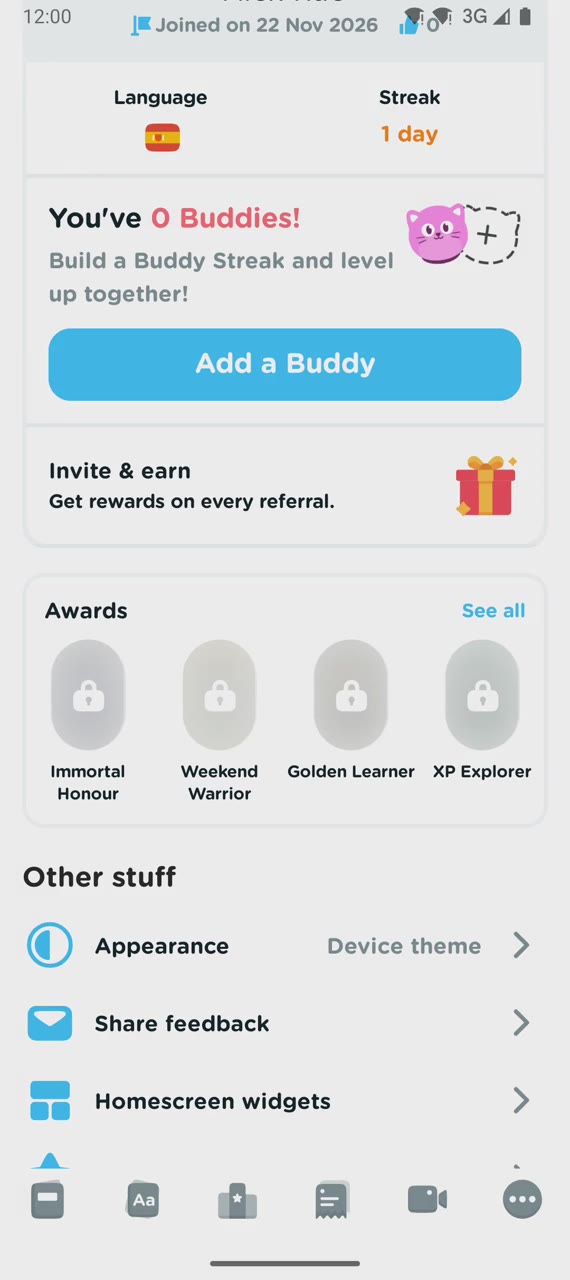 12:00
3G
Joined on 22 Nov 2026
0
Language
Streak
1 day
You've 0 Buddies!
Build a Buddy Streak and level
up together!
Add a Buddy
Invite & earn
Get rewards on every referral.
Awards
See all
Immortal
Honour
Weekend
Warrior
Golden Learner
XP Explorer
Other stuff
Appearance
Device theme
Share feedback
Homescreen widgets
Aa